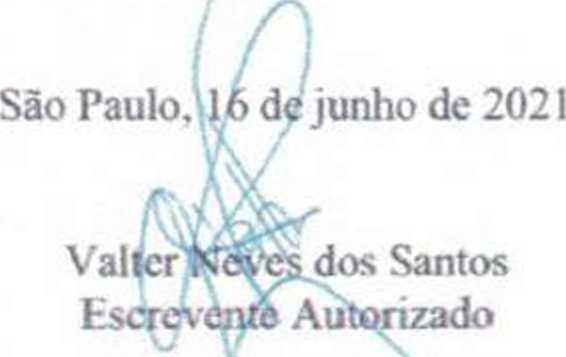 São Paulo, 16 de junho de 2021
Valter Neves dos Santos
Escrevente Autorizado